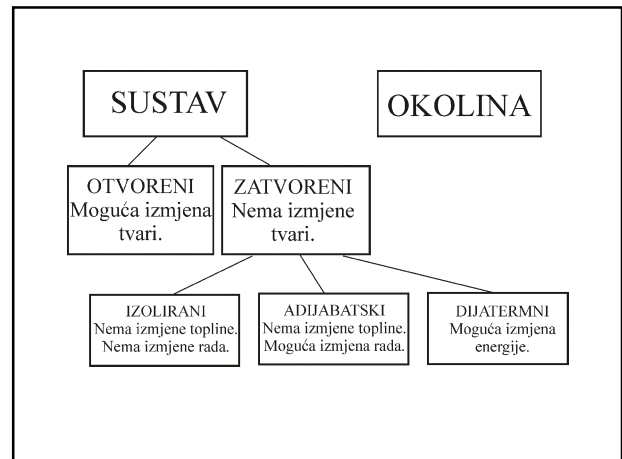 SUSTAV
OKOLINA
OTVORENI
Moguća izmjena
tvari.
ZATVORENI
Nema izmjene
tvari.
IZOLIRANI
Nema izmjene topline.
Nema izmjene rada.
ADIJABATSKI
Nema izmjene topline.
Moguća izmjena rada.
DIJATERMNI
Moguća izmjena
energije.